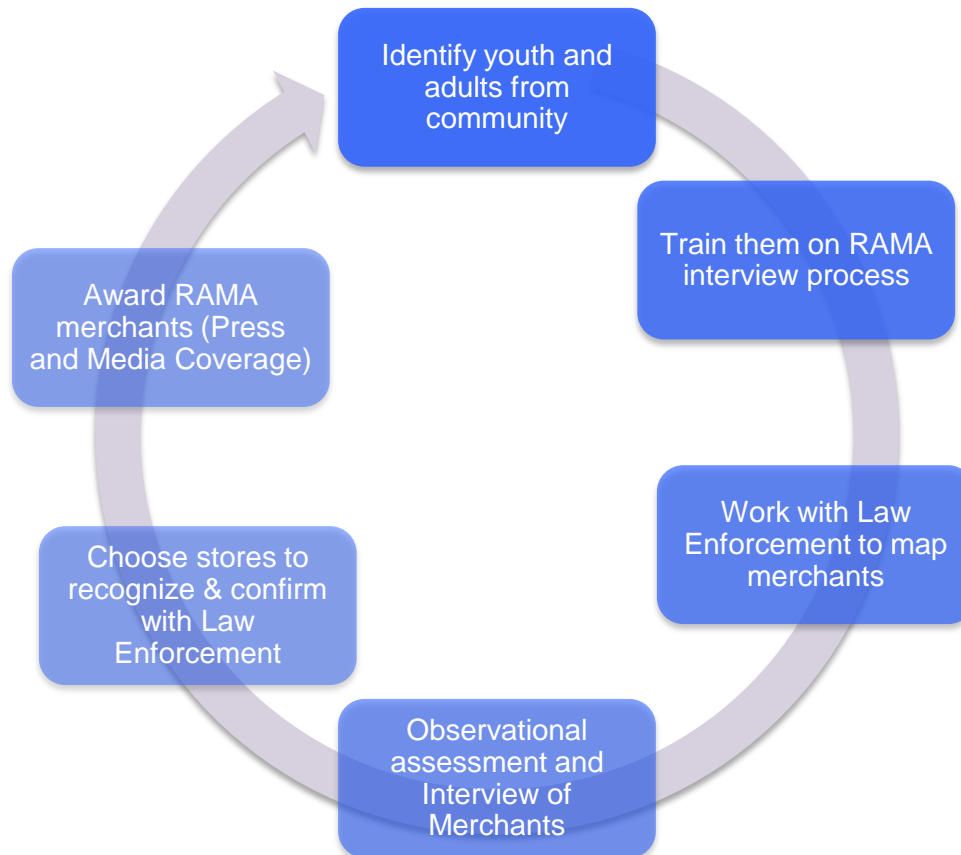 Identify youth and
adults from
community
Train them on RAMA
interview process
Work with Law
Enforcement to map
merchants
Observational
assessment and
Interview of
Merchants
Choose stores to
recognize & confirm
with Law
Enforcement
Award RAMA
merchants (Press
and Media Coverage)